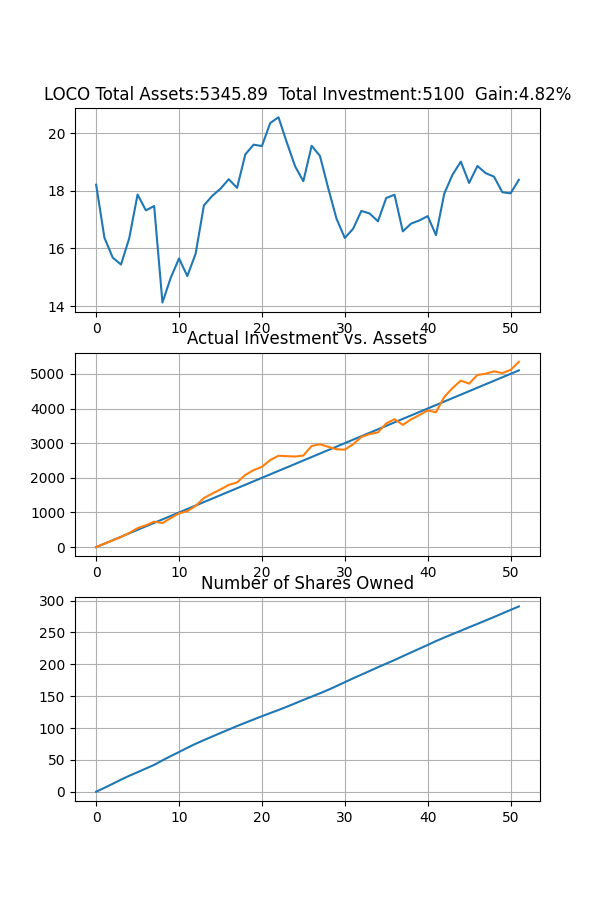 LOCO Total Assets:5345.89  Total Investment:5100  Gain:4.82%
20
18
16
14
0 10 20 30 40 50
Actual Investment vs. Assets
5000
4000
3000
2000
1000
0
0 10 20 30 40 50
Number of Shares Owned
300
250
200
150
100
50
0
0 10 20 30 40 50